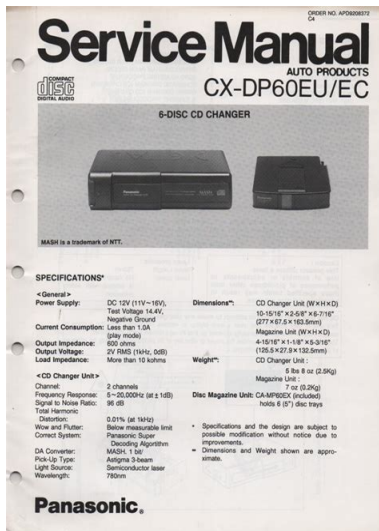 ORDER NO. APD9208372
C4
Service Manual
AUTO PRODUCTS
COMPACT
disc
DIGITAL AUDIO
CX-DP60EU/EC
6-DISC CD CHANGER
Panasonic
MASH is a trademark of NTT.
SPECIFICATIONS*
<General>
Power Supply: DC 12V (11V~16V),
Test Voltage 14.4V,
Negative Ground
Current Consumption: Less than 1.0A
(play mode)
Output Impedance: 600 ohms
Output Voltage: 2V RMS (1kHz, 0dB)
Load Impedance: More than 10 kohms
<CD Changer Unit>
Channel: 2 channels
Frequency Response: 5~20,000Hz (at ± 1dB)
Signal to Noise Ratio: 96 dB
Total Harmonic
Distortion: 0.01% (at 1kHz)
Wow and Flutter: Below measurable limit
Correct System: Panasonic Super
Decoding Algorithm
DA Converter: MASH. 1 bit/
Pick-Up Type: Astigma 3-beam
Light Source: Semiconductor laser
Wavelength: 780nm
Dimensions**: CD Changer Unit (W×H×D)
10-15/16"×2-5/8"×6-7/16"
(277×67.5×163.5mm)
Magazine Unit (W×H×D)
4-15/16"×1-1/8"×5-3/16"
(125.5×27.9×132.5mm)
Weight**: CD Changer Unit:
5 lbs 8 oz (2.5Kg)
Magazine Unit :
7 oz (0.2Kg)
Disc Magazine Unit: CA-MP60EX (included)
holds 6 (5") disc trays
* Specifications and the design are subject to
possible modification without notice due to
improvements.
** Dimensions and Weight shown are approximate.
Panasonic®